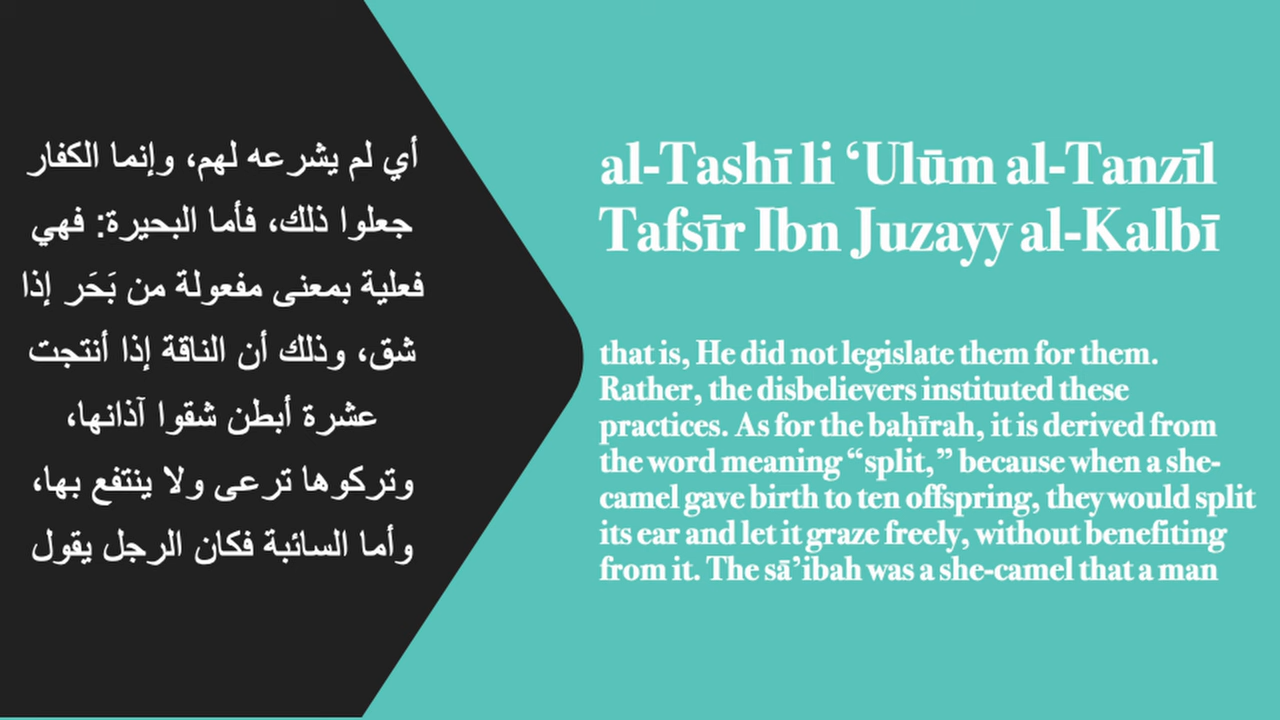 أي لم يشرعه لهم، وإنما الكفار
جعلوا ذلك، فأما البحيرة: فهي
فعلية بمعنى مفعولة من بَحَر إذا
شق، وذلك أن الناقة إذا أنتجت
عشرة أبطن شقوا آذانها،
وتركوها ترعى ولا ينتفع بها،
وأما السائبة فكان الرجل يقول
al-Tashī li ‘Ulūm al-Tanzīl
Tafsīr Ibn Juzayy al-Kalbī
that is, He did not legislate them for them.
Rather, the disbelievers instituted these
practices. As for the baḥīrah, it is derived from
the word meaning “split,” because when a she-
camel gave birth to ten offspring, they would split
its ear and let it graze freely, without benefiting
from it. The sā’ibah was a she-camel that a man